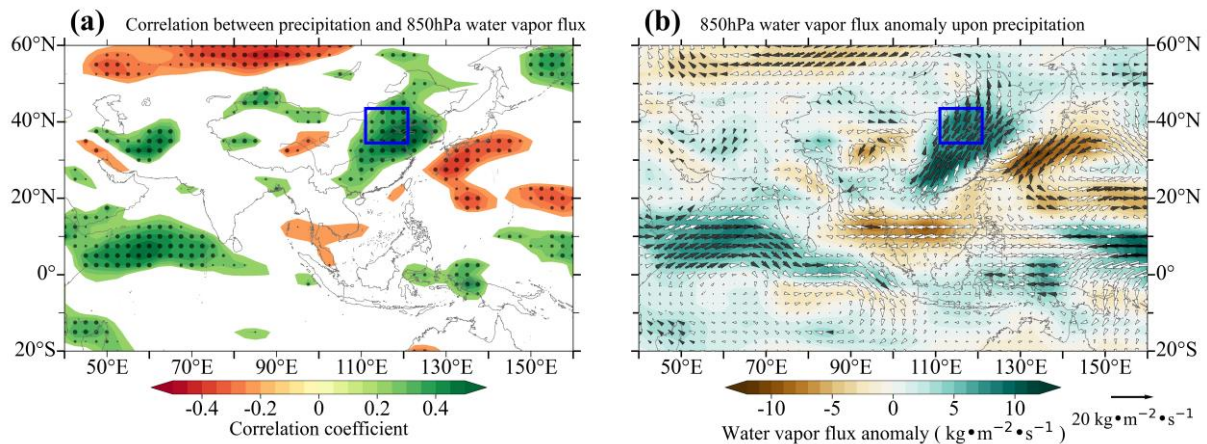 (a) Correlation between precipitation and 850hPa water vapor flux
60°N
40°N
20°N
0°
20°S
50°E 70°E 90°E 110°E 130°E 150°E
-0.4 -0.2 0 0.2 0.4
Correlation coefficient
(b) 850hPa water vapor flux anomaly upon precipitation
60°N
40°N
20°N
0°
20°S
50°E 70°E 90°E 110°E 130°E 150°E
-10 -5 0 5 10
Water vapor flux anomaly ( kg•m⁻²•s⁻¹)
20 kg•m⁻²•s⁻¹